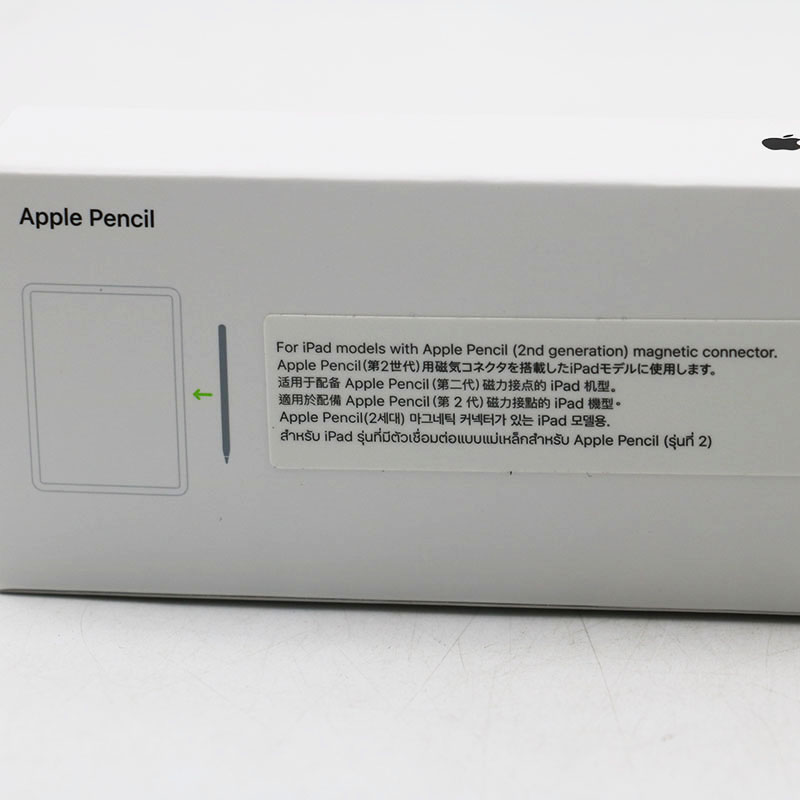 Apple Pencil
For iPad models with Apple Pencil (2nd generation) magnetic connector.
Apple Pencil(第2世代)用磁気コネクタを搭載したiPadモデルに使用します。
适用于配备 Apple Pencil (第二代) 磁力接点的 iPad 机型。
適用於配備 Apple Pencil (第 2 代) 磁力接點的 iPad 機型。
Apple Pencil(2세대) 마그네틱 커넥터가 있는 iPad 모델용.
สำหรับ iPad รุ่นที่มีตัวเชื่อมต่อแบบแม่เหล็กสำหรับ Apple Pencil (รุ่นที่ 2)